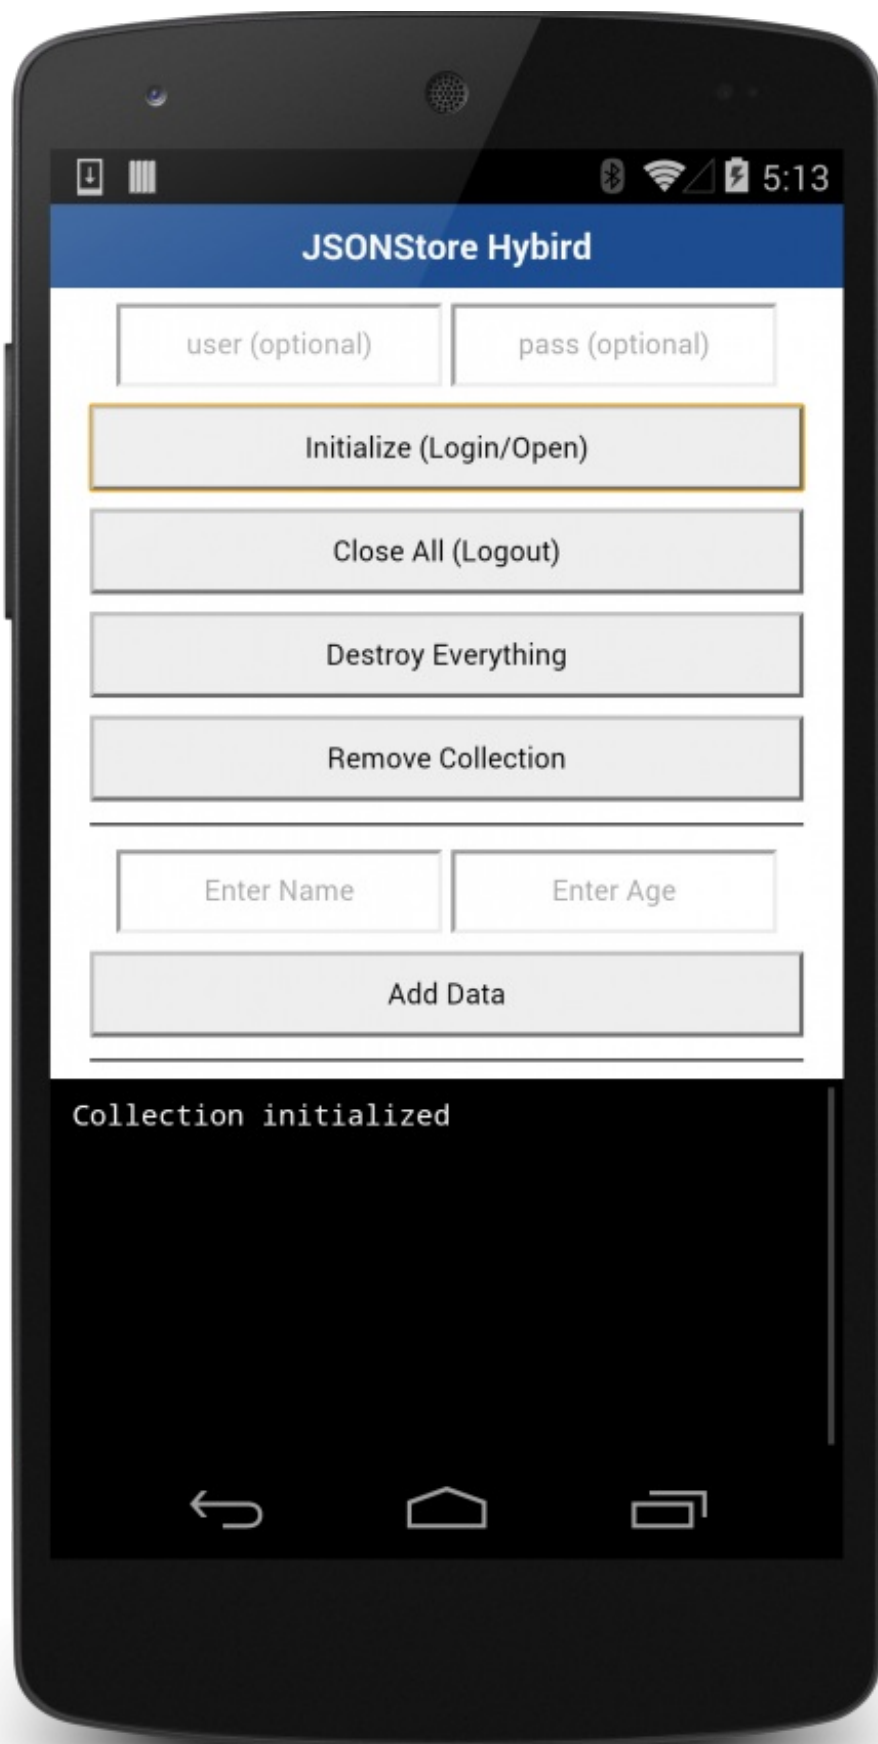 5:13
JSONStore Hybird
user (optional) pass (optional)
Initialize (Login/Open)
Close All (Logout)
Destroy Everything
Remove Collection
Enter Name Enter Age
Add Data
Collection initialized